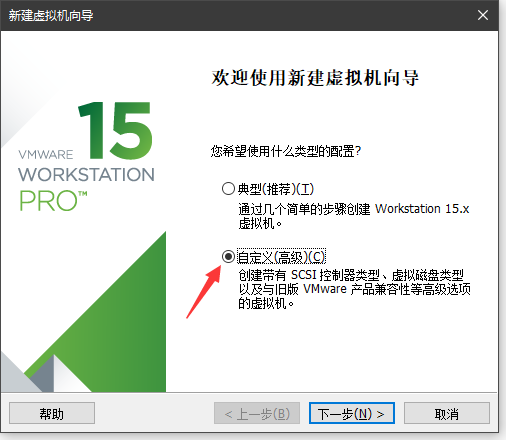 新建虚拟机向导
欢迎使用新建虚拟机向导
15
VMWARE
WORKSTATION
PRO™
您希望使用什么类型的配置?
典型(推荐)(T)
通过几个简单的步骤创建 Workstation 15.x
虚拟机。
自定义(高级)(C)
创建带有 SCSI 控制器类型、虚拟磁盘类型
以及与旧版 VMware 产品兼容性等高级选项
的虚拟机。
帮助
< 上一步(B)
下一步(N) >
取消